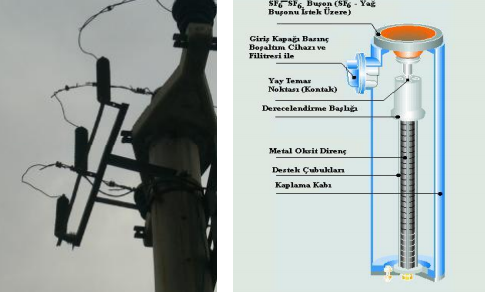 SF6–SF6, Buşon (SF6 - Yağ
Buşonu İstek Üzere)
Giriş Kapağı Basınç
Boşaltım Cihazı ve
Filitresi ile
Yay Temas
Noktası (Kontak)
Derecelendirme Başlığı
Metal Oksit Direnç
Destek Çubukları
Kaplama Kabı